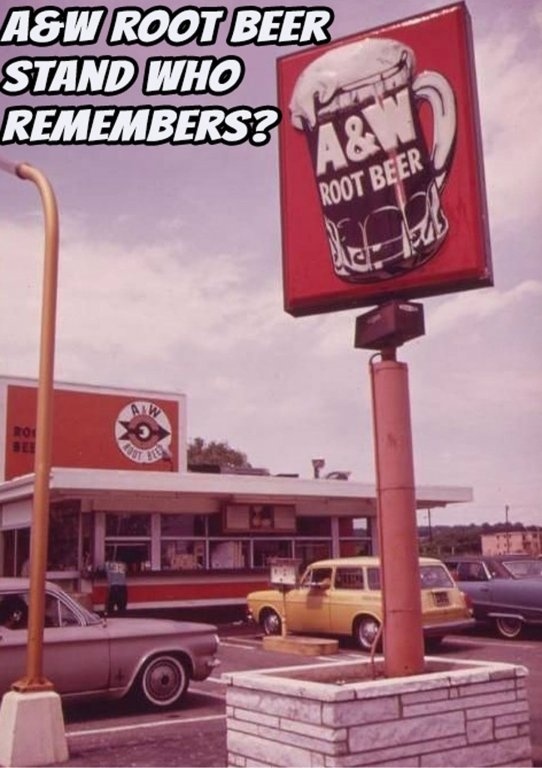 A&W ROOT BEER
STAND WHO
REMEMBERS?
A&W
ROOT BEER
A W
ROOT BEER